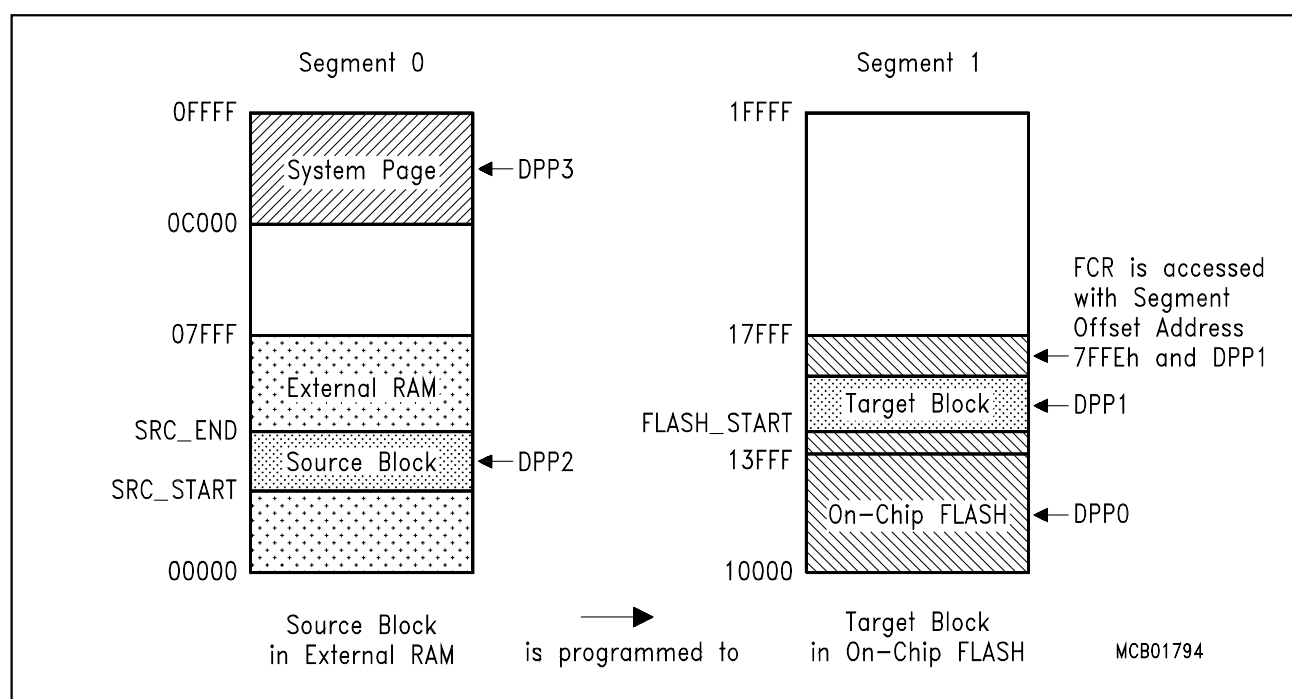 Segment 0
0FFFF
System Page
DPP3
0C000
07FFF
External RAM
SRC_END
Source Block
DPP2
SRC_START
00000
Source Block
in External RAM
is programmed to
Segment 1
1FFFF
FCR is accessed
with Segment
Offset Address
7FFEh and DPP1
17FFF
Target Block
DPP1
FLASH_START
13FFF
On-Chip FLASH
DPP0
10000
Target Block
in On-Chip FLASH
MCB01794